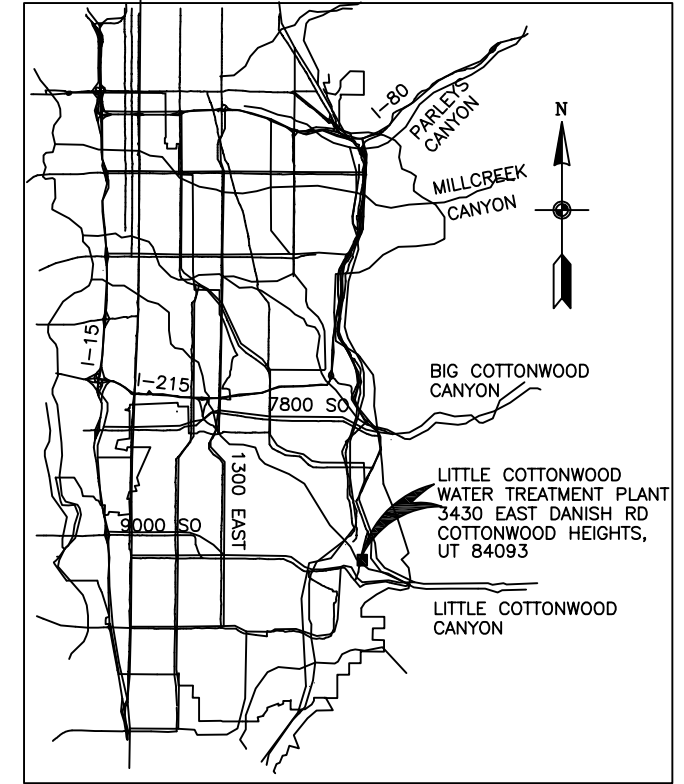 I-80
PARLEYS
CANYON
N
MILLCREEK
CANYON
I-15
I-215
BIG COTTONWOOD
CANYON
7800 SO
1300 EAST
LITTLE COTTONWOOD
WATER TREATMENT PLANT
3430 EAST DANISH RD
COTTONWOOD HEIGHTS,
UT 84093
9000 SO
LITTLE COTTONWOOD
CANYON